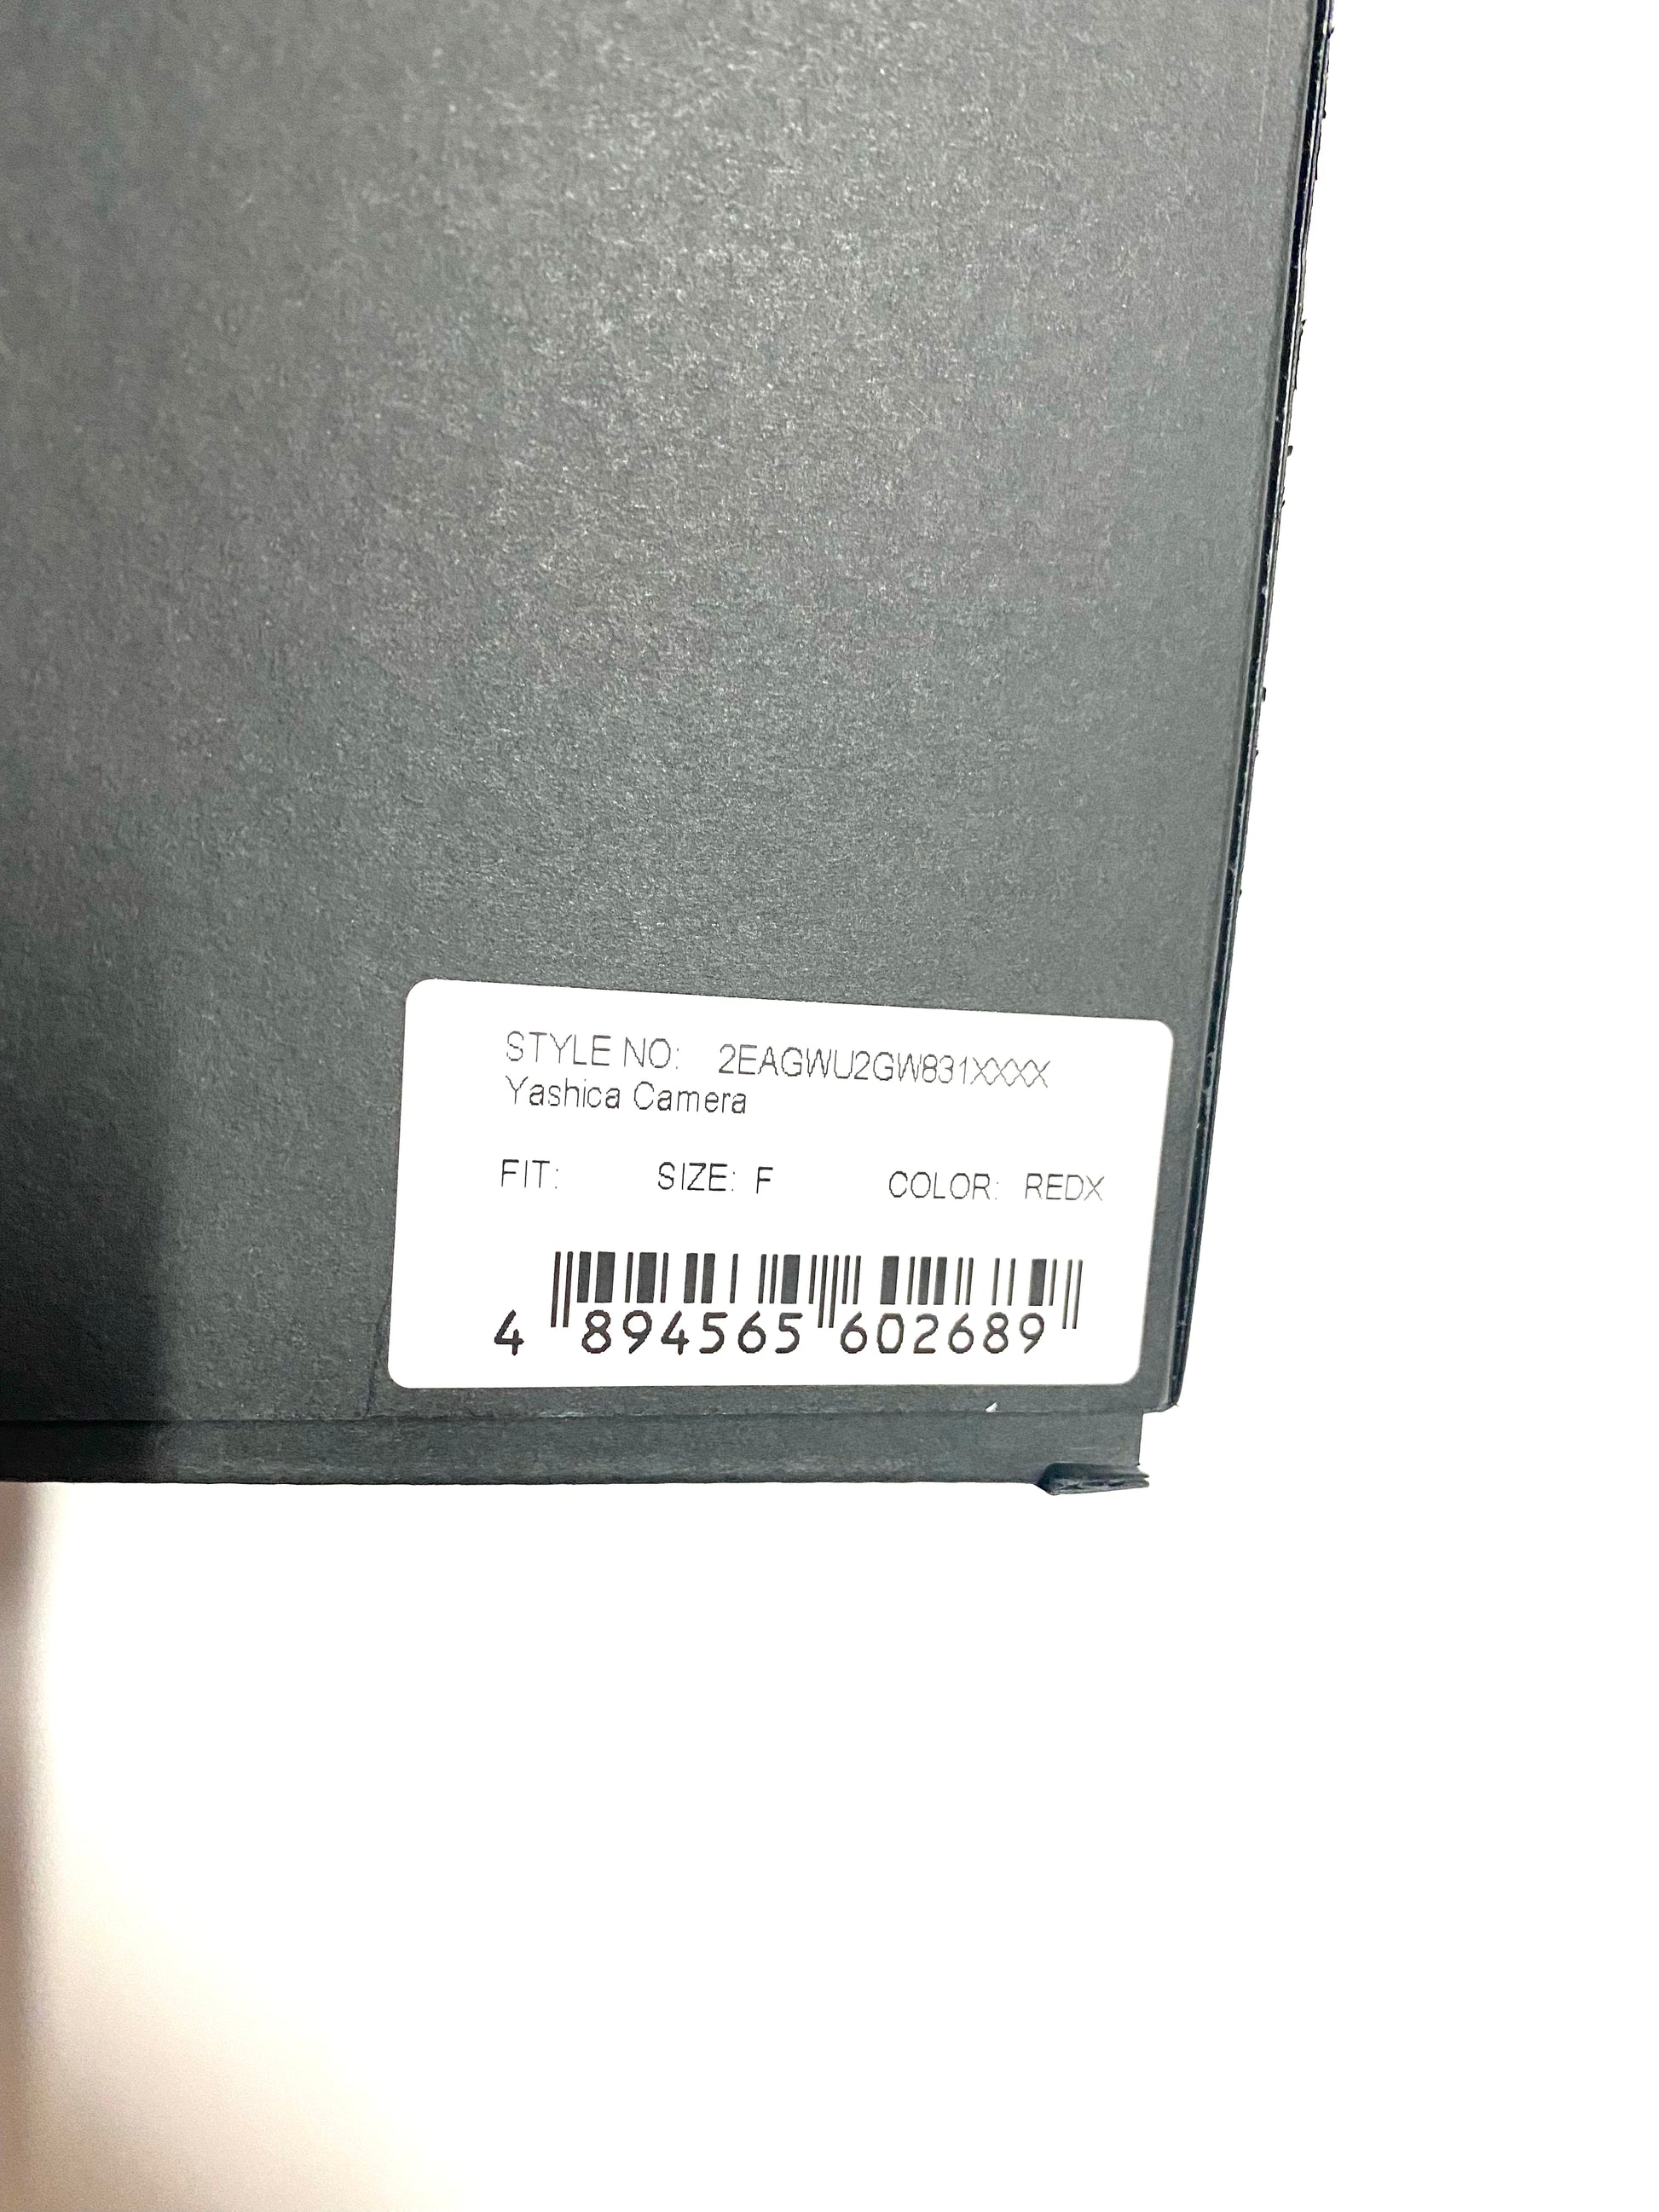 STYLE NO: 2EAGWU2GW831XXXX
Yashica Camera
FIT: SIZE: F COLOR: REDX
4 894565 602689